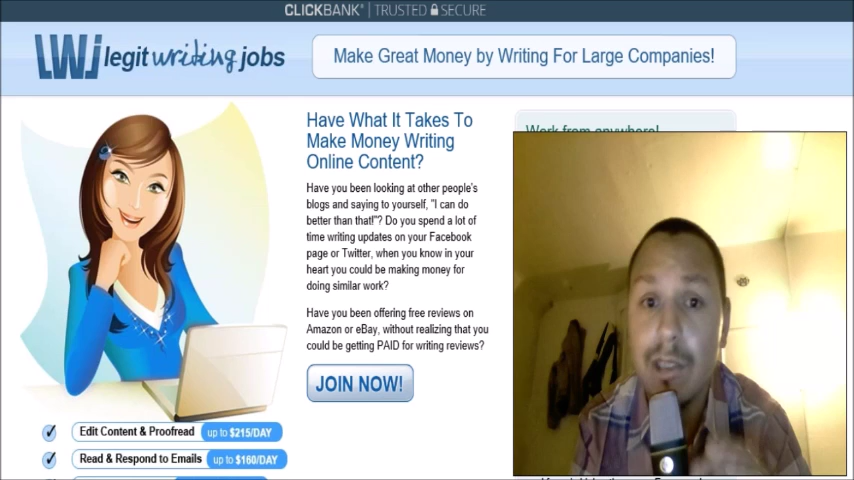 CLICKBANK® | TRUSTED SECURE
LWJ legit writing jobs
Make Great Money by Writing For Large Companies!
Have What It Takes To
Make Money Writing
Online Content?
Have you been looking at other people's
blogs and saying to yourself, "I can do
better than that!"? Do you spend a lot of
time writing updates on your Facebook
page or Twitter, when you know in your
heart you could be making money for
doing similar work?
Have you been offering free reviews on
Amazon or eBay, without realizing that you
could be getting PAID for writing reviews?
JOIN NOW!
Edit Content & Proofread up to $215/DAY
Read & Respond to Emails up to $160/DAY
Work from anywhere!